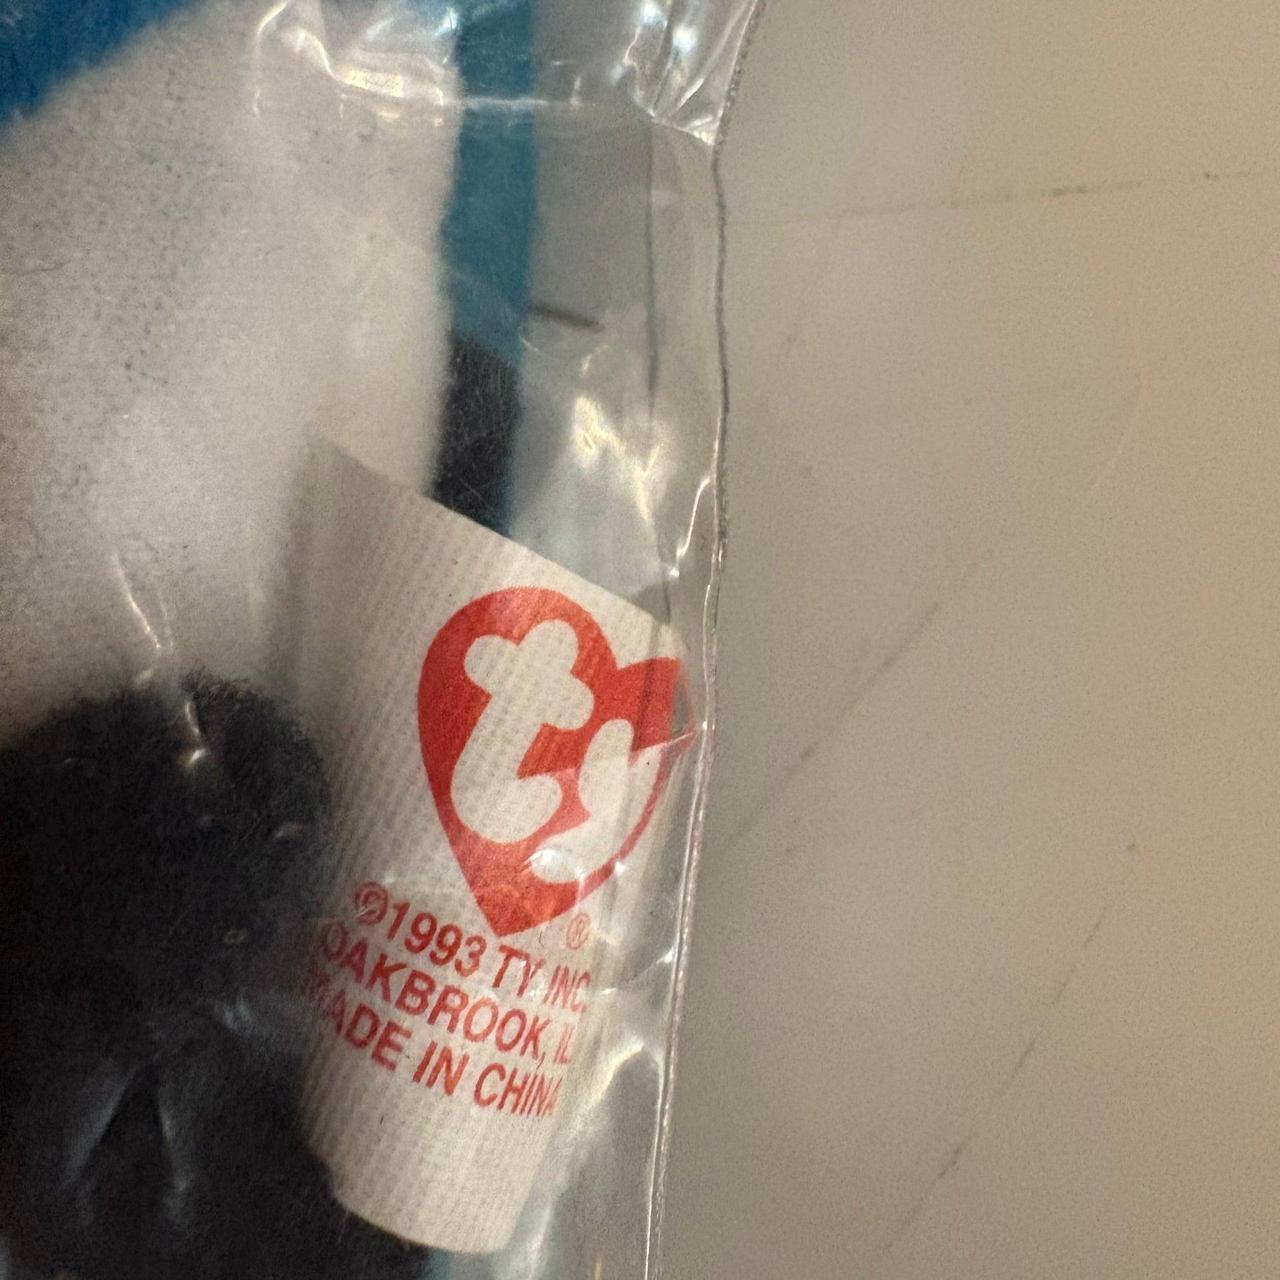 ty
®
©1993 TY INC.
OAKBROOK, IL
MADE IN CHINA